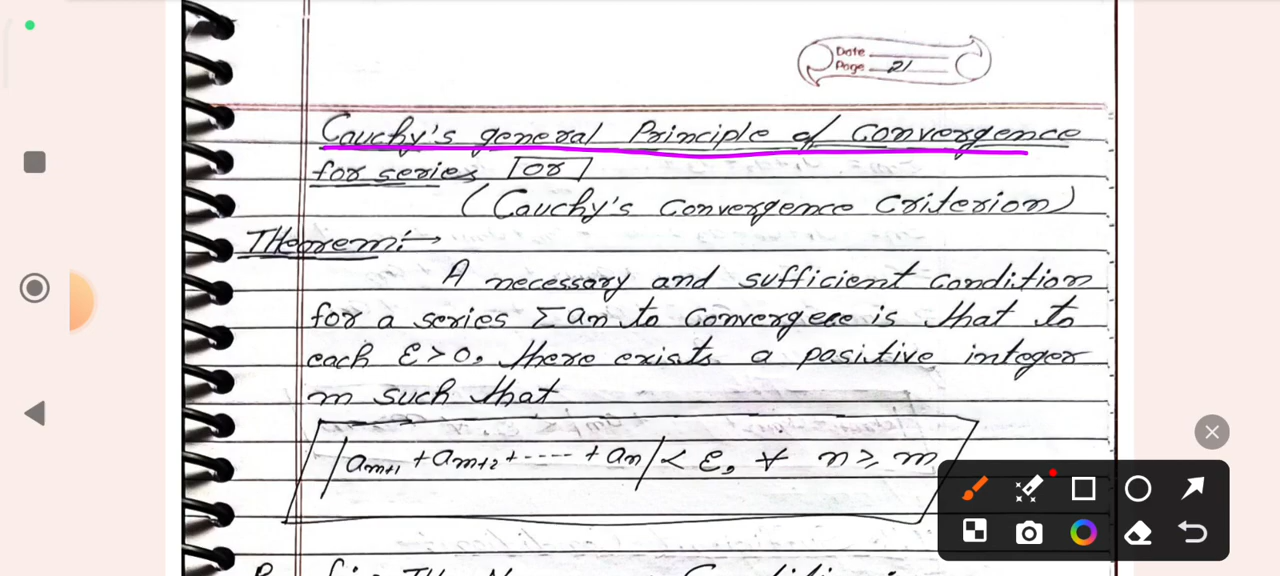 Date
Page 21
Cauchy's general Principle of Convergence
for series [or]
(Cauchy's Convergence Criterion)
THeorem:→
A necessary and sufficient condition
for a series Σan to Convergece is that to
each ε>0, there exists a positive integer
m such that
|am+1 + am+2 + ---- + an| < ε, ∀ n ≥ m